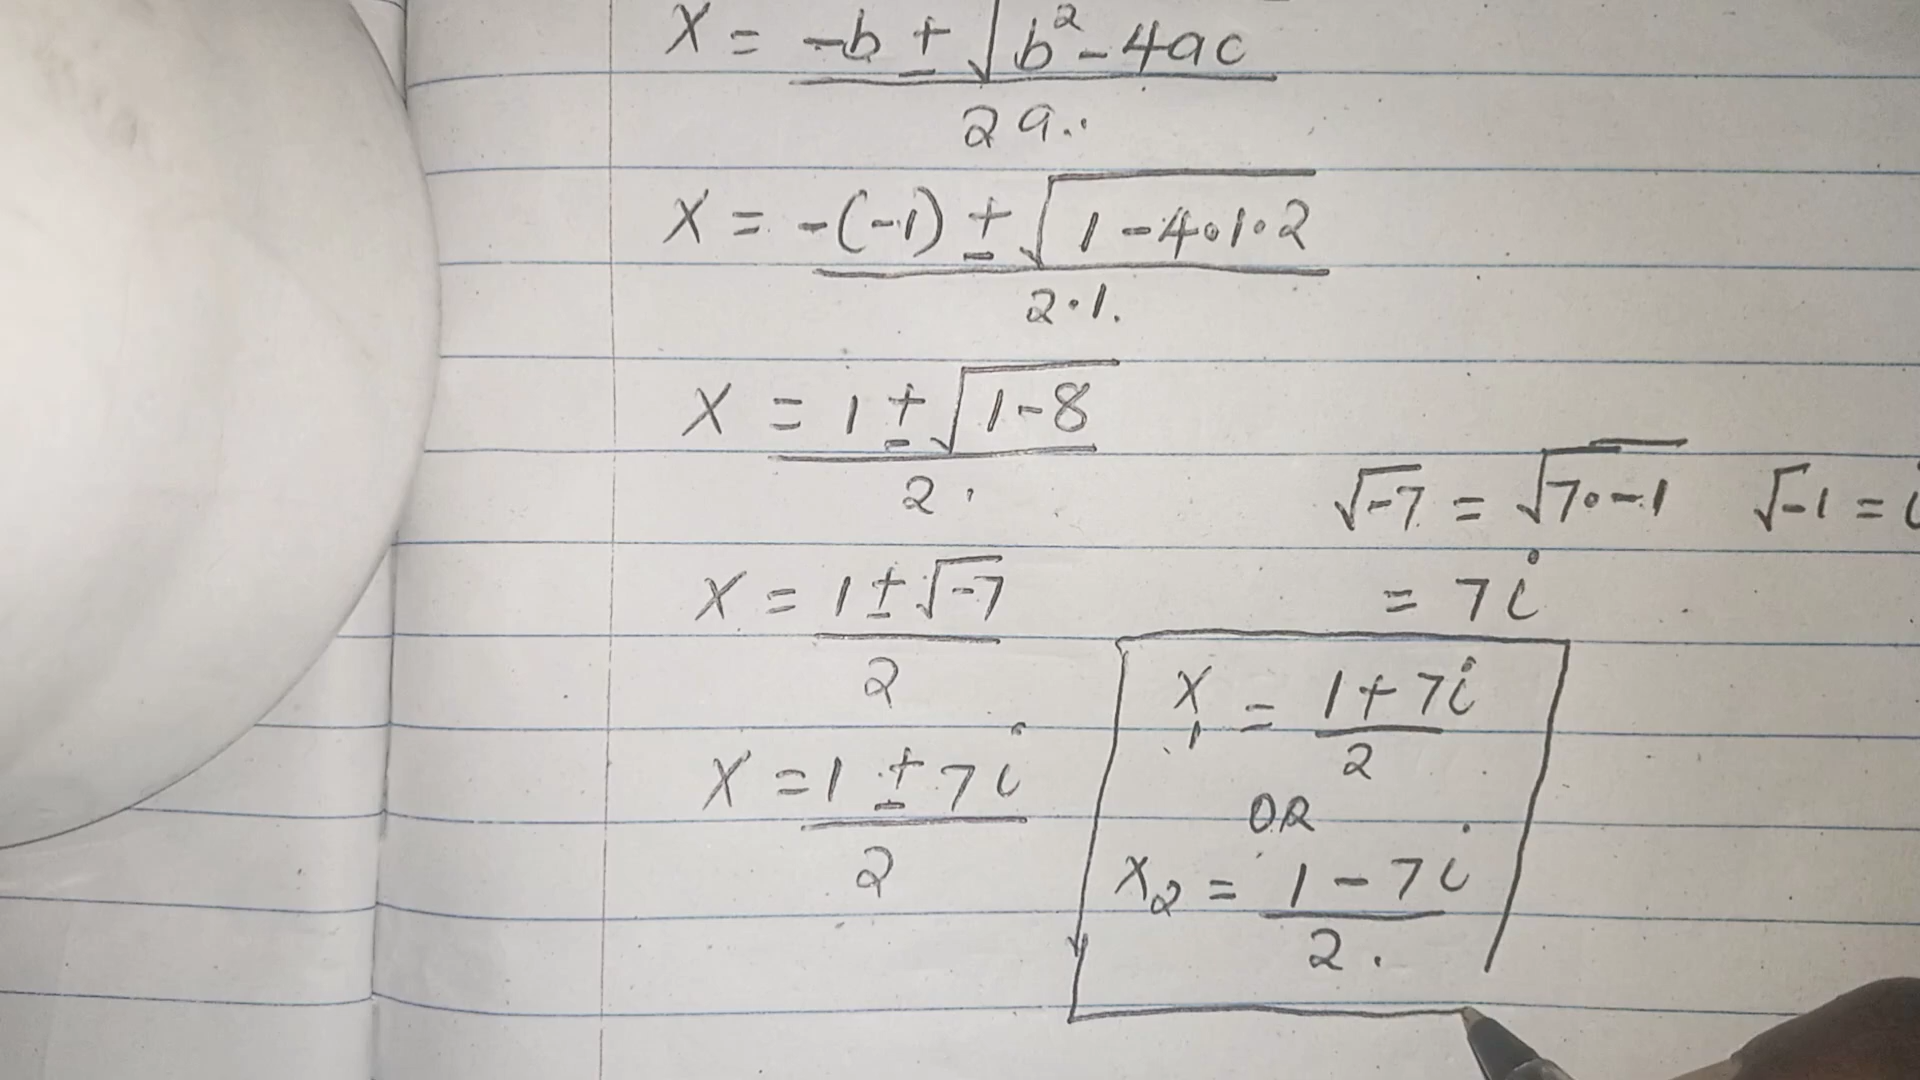 X = -b ± √b² - 4ac
2a..
X = -(-1) ± √1 - 4•1•2
2•1.
X = 1 ± √1-8
2.
√-7 = √7•-1 √-1 = i
X = 1 ± √-7
2
= 7i
X = 1 ± 7i
2
X₁ = 1 + 7i
2
OR
X₂ = 1 - 7i
2.